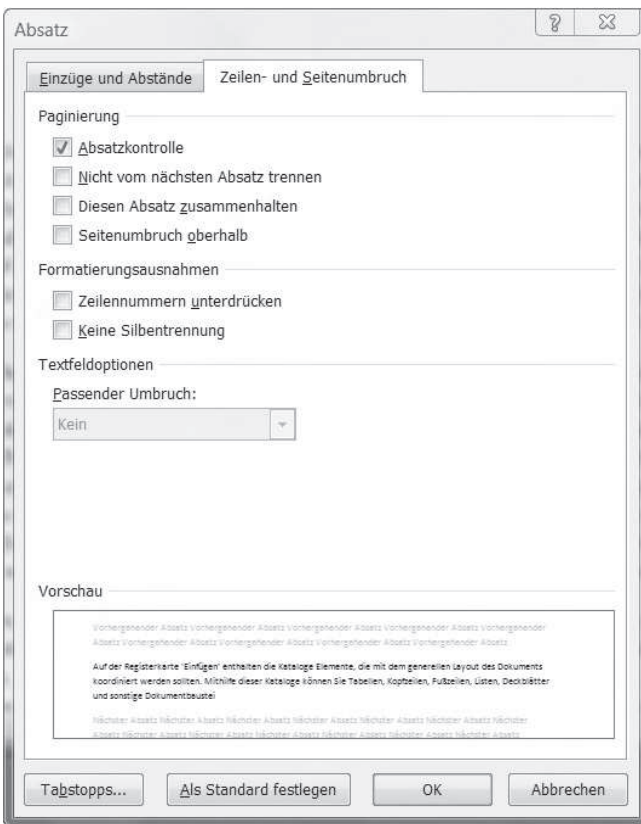 Absatz
Einzüge und Abstände
Zeilen- und Seitenumbruch
Paginierung
Absatzkontrolle
Nicht vom nächsten Absatz trennen
Diesen Absatz zusammenhalten
Seitenumbruch oberhalb
Formatierungsausnahmen
Zeilennummern unterdrücken
Keine Silbentrennung
Textfeldoptionen
Passender Umbruch:
Kein
Vorschau
Vorhergehender Absatz Vorhergehender Absatz Vorhergehender Absatz Vorhergehender Absatz Vorhergehender
Absatz Vorhergehender Absatz Vorhergehender Absatz Vorhergehender Absatz Vorhergehender Absatz
Auf der Registerkarte 'Einfügen' enthalten die Kataloge Elemente, die mit dem generellen Layout des Dokuments
koordiniert werden sollten. Mithilfe dieser Kataloge können Sie Tabellen, Kopfzeilen, Fußzeilen, Listen, Deckblätter
und sonstige Dokumentbaustei
Nächster Absatz Nächster Absatz Nächster Absatz Nächster Absatz Nächster Absatz Nächster Absatz Nächster
Absatz Nächster Absatz Nächster Absatz Nächster Absatz Nächster Absatz Nächster Absatz Nächster Absatz
Tabstopps...
Als Standard festlegen
OK
Abbrechen